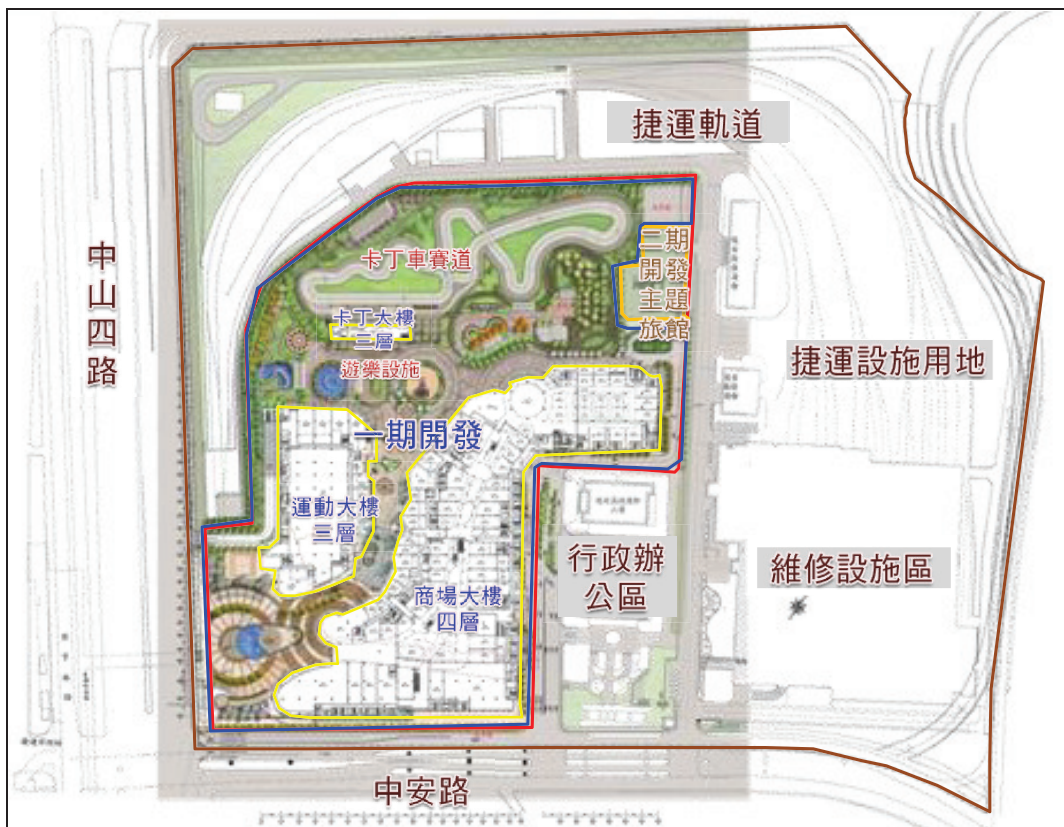 捷運軌道
中山四路
卡丁車賽道
二期
開發
主題
旅館
卡丁大樓
三層
遊樂設施
捷運設施用地
一期開發
運動大樓
三層
商場大樓
四層
行政辦
公區
維修設施區
中安路